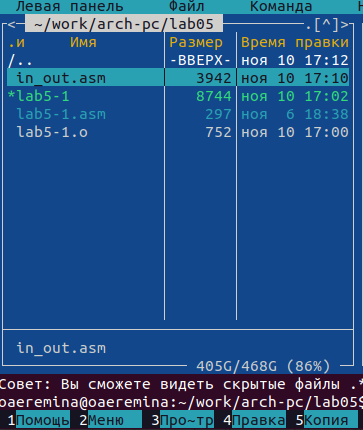 Левая панель Файл Команда
<─ ~/work/arch-pc/lab05 ─.[^]>
.и Имя Размер Время правки
/.. -ВВЕРХ- ноя 10 17:12
in_out.asm 3942 ноя 10 17:10
*lab5-1 8744 ноя 10 17:02
lab5-1.asm 297 ноя 6 18:38
lab5-1.o 752 ноя 10 17:00
in_out.asm
405G/468G (86%)
Совет: Вы сможете видеть скрытые файлы .*
oaeremina@oaeremina:~/work/arch-pc/lab05$
1Помощь 2Меню 3Про~тр 4Правка 5Копия